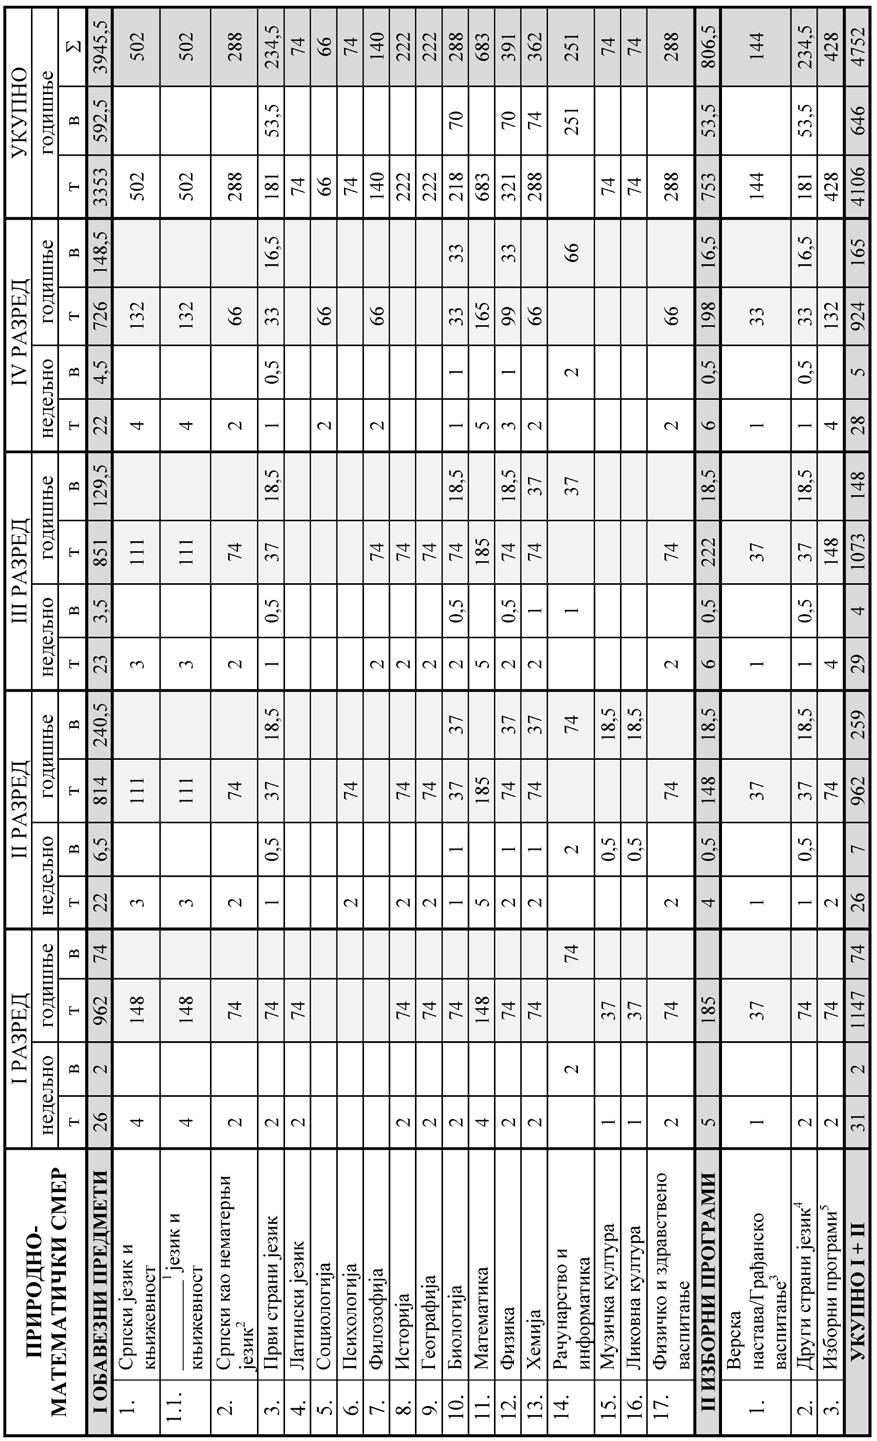 ПРИРОДНО-МАТЕМАТИЧКИ СМЕР | I РАЗРЕД | II РАЗРЕД | III РАЗРЕД | IV РАЗРЕД | УКУПНО
недељно | годишње | недељно | годишње | недељно | годишње | недељно | годишње | годишње
т | в | т | в | т | в | т | в | т | в | т | в | т | в | т | в | т | в | Σ
I ОБАВЕЗНИ ПРЕДМЕТИ | 26 | 2 | 962 | 74 | 22 | 6,5 | 814 | 240,5 | 23 | 3,5 | 851 | 129,5 | 22 | 4,5 | 726 | 148,5 | 3353 | 592,5 | 3945,5
1. | Српски језик и књижевност | 4 | | 148 | | 3 | | 111 | | 3 | | 111 | | 4 | | 132 | | 502 | | 502
1.1. | ________¹ језик и књижевност | 4 | | 148 | | 3 | | 111 | | 3 | | 111 | | 4 | | 132 | | 502 | | 502
2. | Српски као нематерњи језик² | 2 | | 74 | | 2 | | 74 | | 2 | | 74 | | 2 | | 66 | | 288 | | 288
3. | Први страни језик | 2 | | 74 | | 1 | 0,5 | 37 | 18,5 | 1 | 0,5 | 37 | 18,5 | 1 | 0,5 | 33 | 16,5 | 181 | 53,5 | 234,5
4. | Латински језик | 2 | | 74 | | | | | | | | | | | | | | 74 | | 74
5. | Социологија | | | | | | | | | | | | | 2 | | 66 | | 66 | | 66
6. | Психологија | | | | | 2 | | 74 | | | | | | | | | | 74 | | 74
7. | Филозофија | | | | | | | | | 2 | | 74 | | 2 | | 66 | | 140 | | 140
8. | Историја | 2 | | 74 | | 2 | | 74 | | 2 | | 74 | | | | | | 222 | | 222
9. | Географија | 2 | | 74 | | 2 | | 74 | | 2 | | 74 | | | | | | 222 | | 222
10. | Биологија | 2 | | 74 | | 1 | 1 | 37 | 37 | 2 | 0,5 | 74 | 18,5 | 1 | 1 | 33 | 33 | 218 | 70 | 288
11. | Математика | 4 | | 148 | | 5 | | 185 | | 5 | | 185 | | 5 | | 165 | | 683 | | 683
12. | Физика | 2 | | 74 | | 2 | 1 | 74 | 37 | 2 | 0,5 | 74 | 18,5 | 3 | 1 | 99 | 33 | 321 | 70 | 391
13. | Хемија | 2 | | 74 | | 2 | 1 | 74 | 37 | 2 | 1 | 74 | 37 | 2 | | 66 | | 288 | 74 | 362
14. | Рачунарство и информатика | | 2 | | 74 | | 2 | | 74 | | 1 | | 37 | | 2 | | 66 | | 251 | 251
15. | Музичка култура | 1 | | 37 | | | 0,5 | | 18,5 | | | | | | | | | 74 | | 74
16. | Ликовна култура | 1 | | 37 | | | 0,5 | | 18,5 | | | | | | | | | 74 | | 74
17. | Физичко и здравствено васпитање | 2 | | 74 | | 2 | | 74 | | 2 | | 74 | | 2 | | 66 | | 288 | | 288
II ИЗБОРНИ ПРОГРАМИ | 5 | | 185 | | 4 | 0,5 | 148 | 18,5 | 6 | 0,5 | 222 | 18,5 | 6 | 0,5 | 198 | 16,5 | 753 | 53,5 | 806,5
1. | Верска настава/Грађанско васпитање³ | 1 | | 37 | | 1 | | 37 | | 1 | | 37 | | 1 | | 33 | | 144 | | 144
2. | Други страни језик⁴ | 2 | | 74 | | 1 | 0,5 | 37 | 18,5 | 1 | 0,5 | 37 | 18,5 | 1 | 0,5 | 33 | 16,5 | 181 | 53,5 | 234,5
3. | Изборни програми⁵ | 2 | | 74 | | 2 | | 74 | | 4 | | 148 | | 4 | | 132 | | 428 | | 428
УКУПНО I + II | 31 | 2 | 1147 | 74 | 26 | 7 | 962 | 259 | 29 | 4 | 1073 | 148 | 28 | 5 | 924 | 165 | 4106 | 646 | 4752